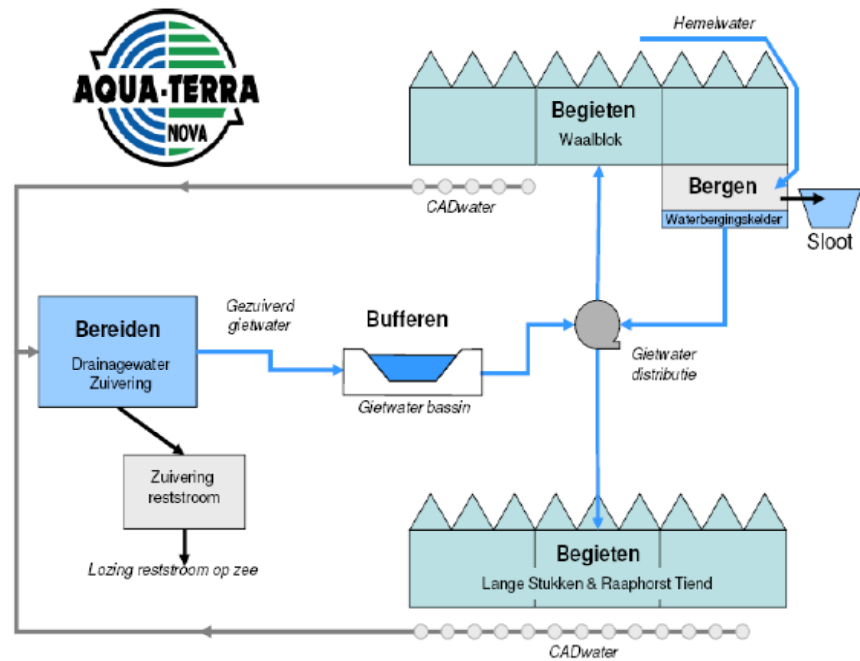 AQUA-TERRA
NOVA
Hemelwater
Begieten
Waalblok
Bergen
Waterbergingskelder
Sloot
CADwater
Bereiden
Drainagewater
Zuivering
Gezuiverd
gietwater
Bufferen
Gietwater bassin
Gietwater
distributie
Zuivering
reststroom
Lozing reststroom op zee
Begieten
Lange Stukken & Raaphorst Tiend
CADwater